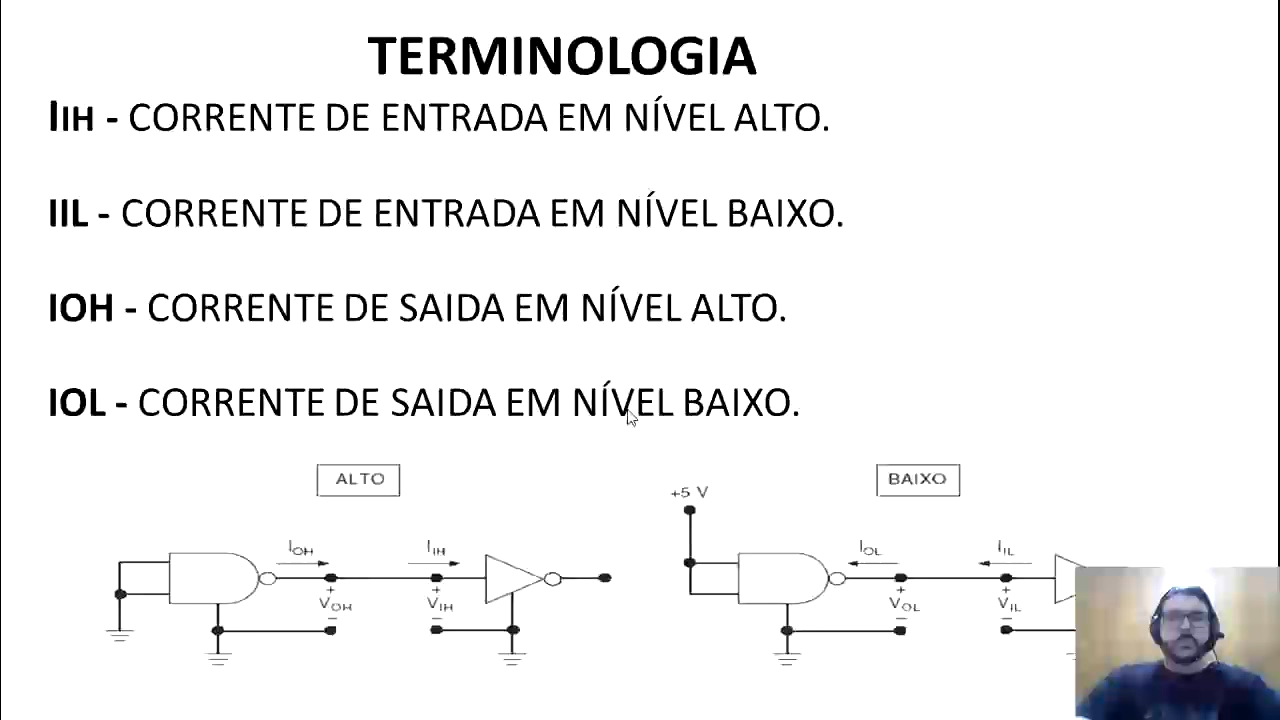 TERMINOLOGIA
IIH - CORRENTE DE ENTRADA EM NÍVEL ALTO.
IIL - CORRENTE DE ENTRADA EM NÍVEL BAIXO.
IOH - CORRENTE DE SAIDA EM NÍVEL ALTO.
IOL - CORRENTE DE SAIDA EM NÍVEL BAIXO.
ALTO
BAIXO
+5 V
IOH
IIH
IOL
IIL
+
+
+
+
VOH
VIH
VOL
VIL
−
−
−
−